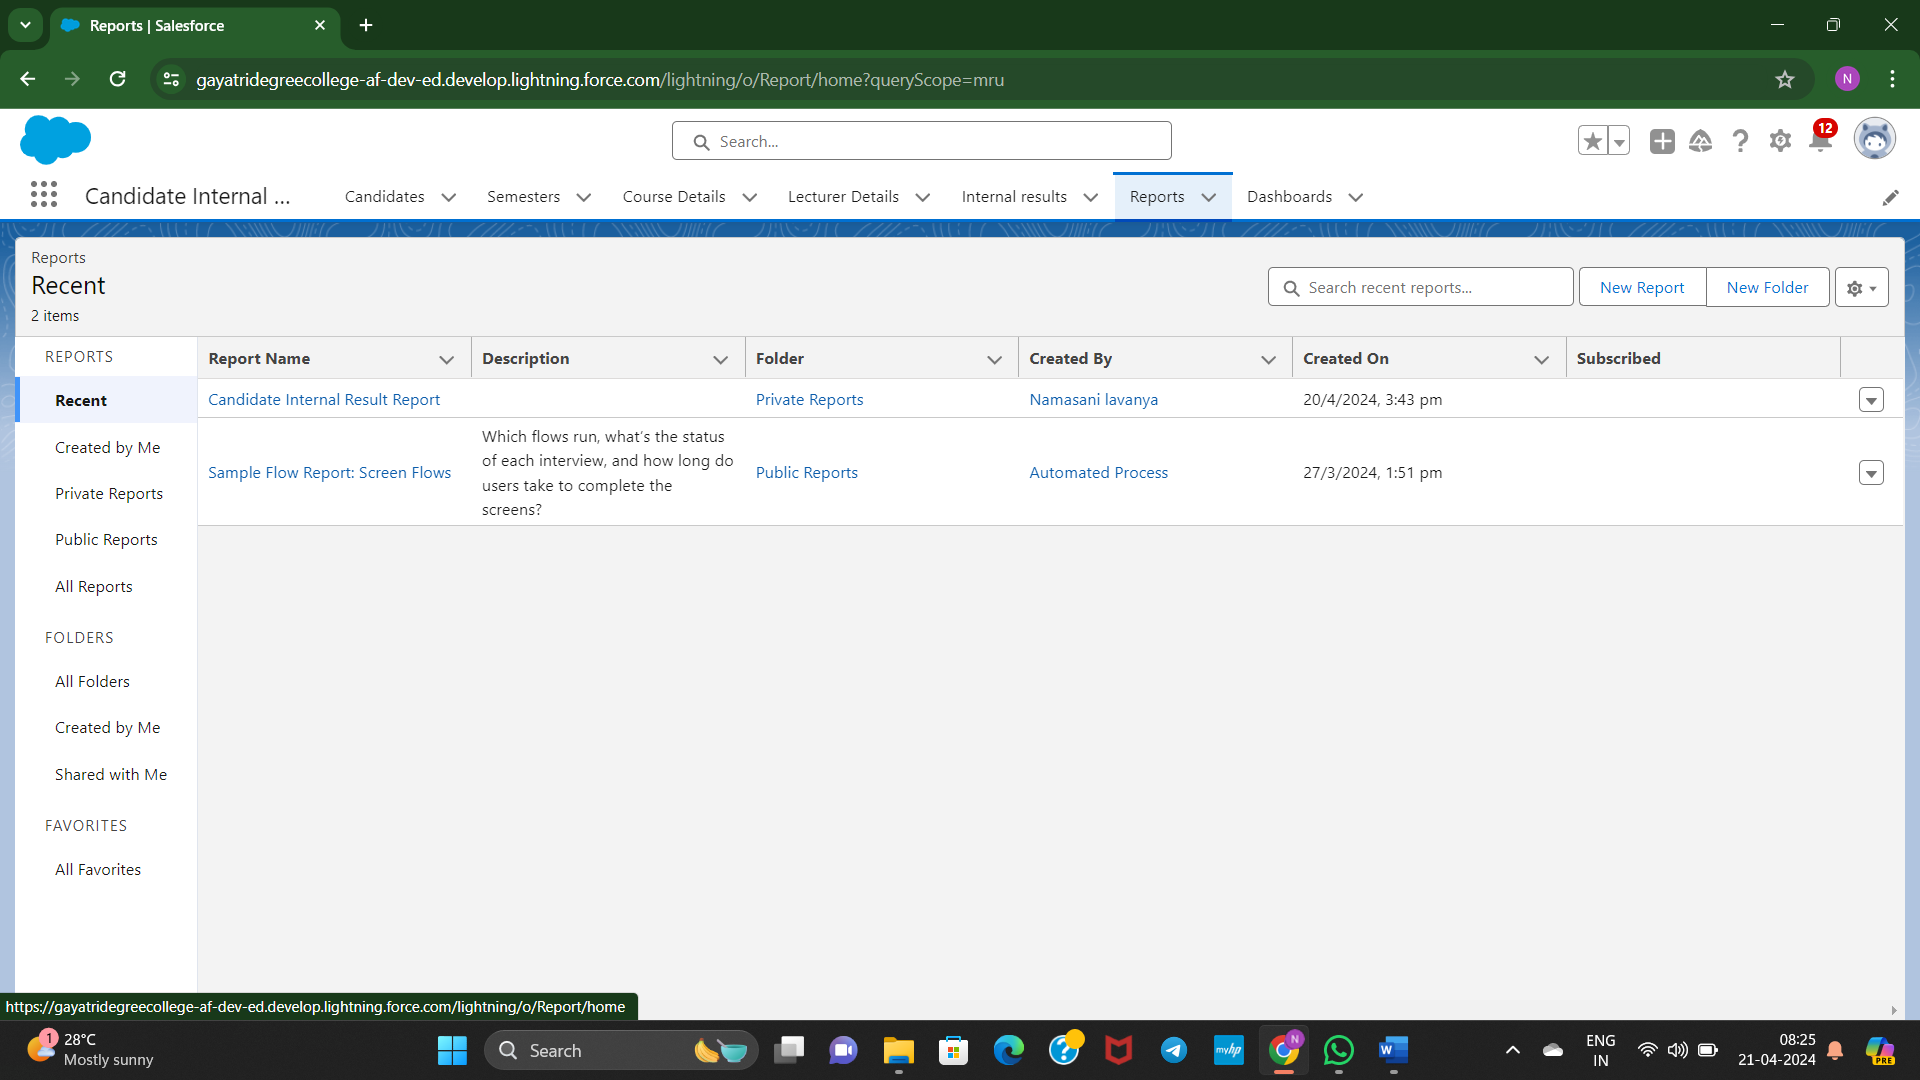 Reports | Salesforce
gayatridegreecollege-af-dev-ed.develop.lightning.force.com/lightning/o/Report/home?queryScope=mru
N
Search...
12
Candidate Internal ...
Candidates
Semesters
Course Details
Lecturer Details
Internal results
Reports
Dashboards
Reports
Recent
2 items
Search recent reports...
New Report
New Folder
REPORTS
Recent
Created by Me
Private Reports
Public Reports
All Reports
FOLDERS
All Folders
Created by Me
Shared with Me
FAVORITES
All Favorites
Report Name Description Folder Created By Created On Subscribed
Candidate Internal Result Report Private Reports Namasani lavanya 20/4/2024, 3:43 pm
Sample Flow Report: Screen Flows
Which flows run, what's the status
of each interview, and how long do
users take to complete the
screens?
Public Reports Automated Process 27/3/2024, 1:51 pm
https://gayatridegreecollege-af-dev-ed.develop.lightning.force.com/lightning/o/Report/home
1
28°C
Mostly sunny
Search
myhp
N
W
ENG
IN
08:25
21-04-2024
PRE